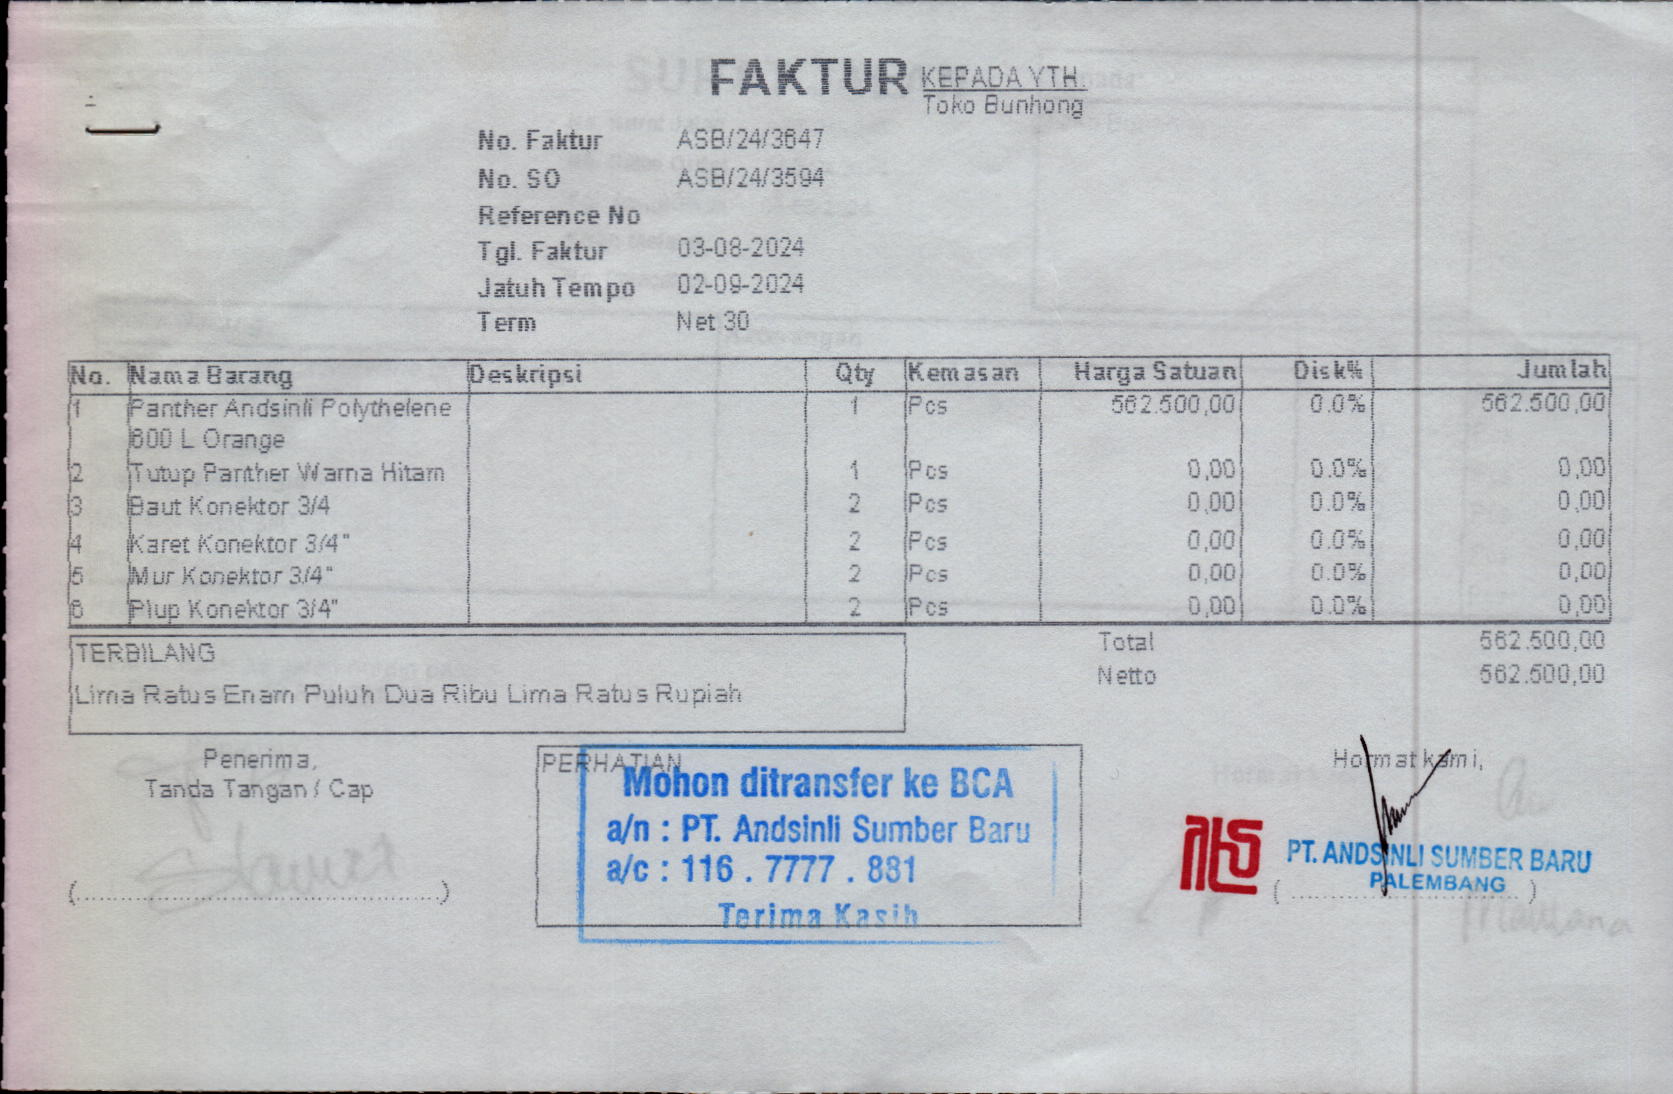 FAKTUR
KEPADA YTH.
Toko Bunhong
No. Faktur ASB/24/3647
No. SO ASB/24/3594
Reference No
Tgl. Faktur 03-08-2024
Jatuh Tempo 02-09-2024
Term Net 30
No. Nama Barang Deskripsi Qty Kemasan Harga Satuan Disk% Jumlah
1 Panther Andsinli Polythelene 1 Pcs 562.500,00 0.0% 562.500,00
600 L Orange
2 Tutup Panther Warna Hitam 1 Pcs 0,00 0.0% 0,00
3 Baut Konektor 3/4 2 Pcs 0,00 0.0% 0,00
4 Karet Konektor 3/4" 2 Pcs 0,00 0.0% 0,00
5 Mur Konektor 3/4" 2 Pcs 0,00 0.0% 0,00
6 Plup Konektor 3/4" 2 Pcs 0,00 0.0% 0,00
Total 562.500,00
Netto 562.500,00
TERBILANG
Lima Ratus Enam Puluh Dua Ribu Lima Ratus Rupiah
Penerima,
Tanda Tangan / Cap
(..............................)
PERHATIAN
Mohon ditransfer ke BCA
a/n : PT. Andsinli Sumber Baru
a/c : 116 . 7777 . 881
Terima Kasih
Hormat kami,
PT. ANDSINLI SUMBER BARU
PALEMBANG
(..............................)